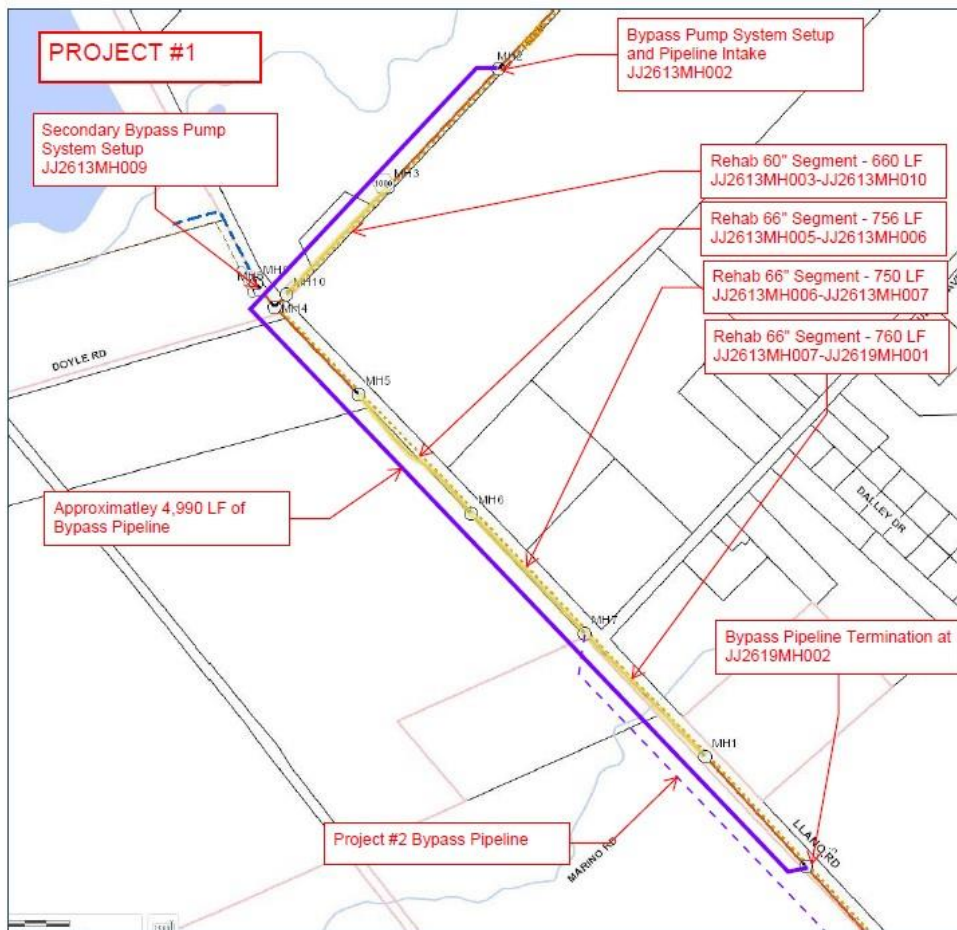 PROJECT #1
Bypass Pump System Setup
and Pipeline Intake
JJ2613MH002
MH2
Secondary Bypass Pump
System Setup
JJ2613MH009
Rehab 60" Segment - 660 LF
JJ2613MH003-JJ2613MH010
MH3
Rehab 66" Segment - 756 LF
JJ2613MH005-JJ2613MH006
Rehab 66" Segment - 750 LF
JJ2613MH006-JJ2613MH007
MH10
MH4
Rehab 66" Segment - 760 LF
JJ2613MH007-JJ2619MH001
DOYLE RD
MH5
Approximatley 4,990 LF of
Bypass Pipeline
MH6
DALLEY DR
MH7
Bypass Pipeline Termination at
JJ2619MH002
MH1
Project #2 Bypass Pipeline
MARINO RD
LLANO RD